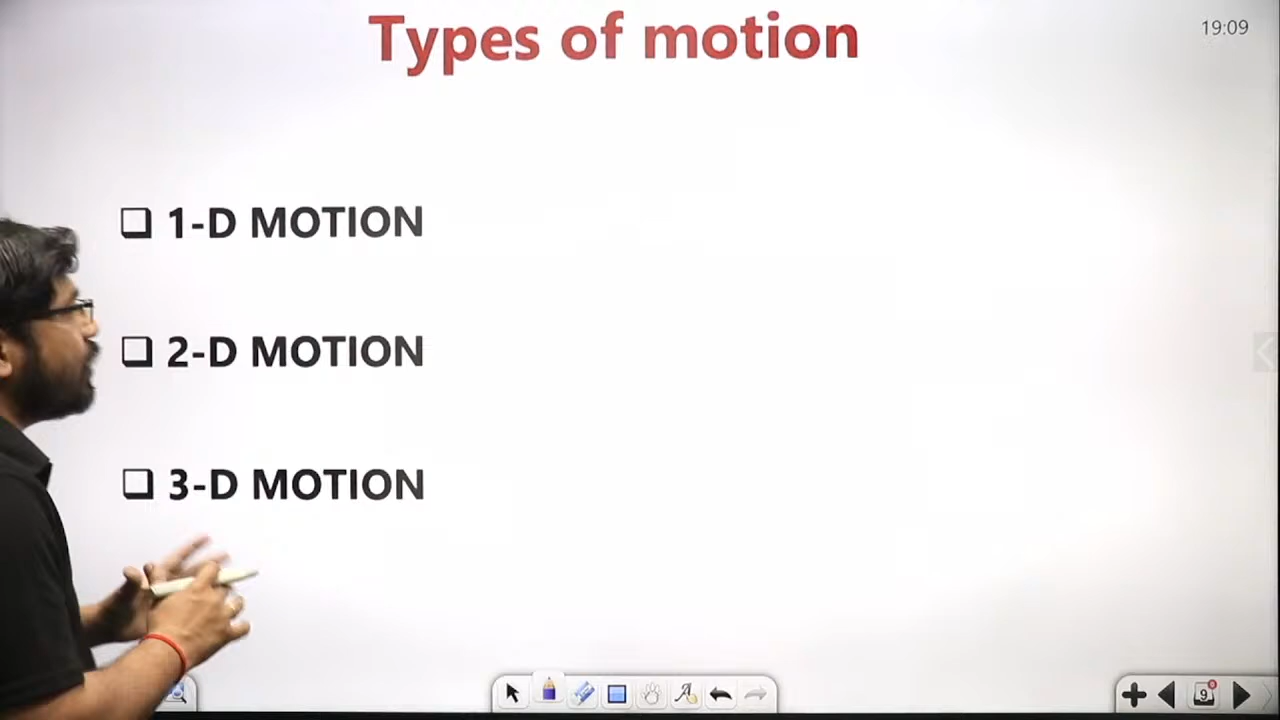 Types of motion
19:09
❑ 1-D MOTION
❑ 2-D MOTION
❑ 3-D MOTION
9